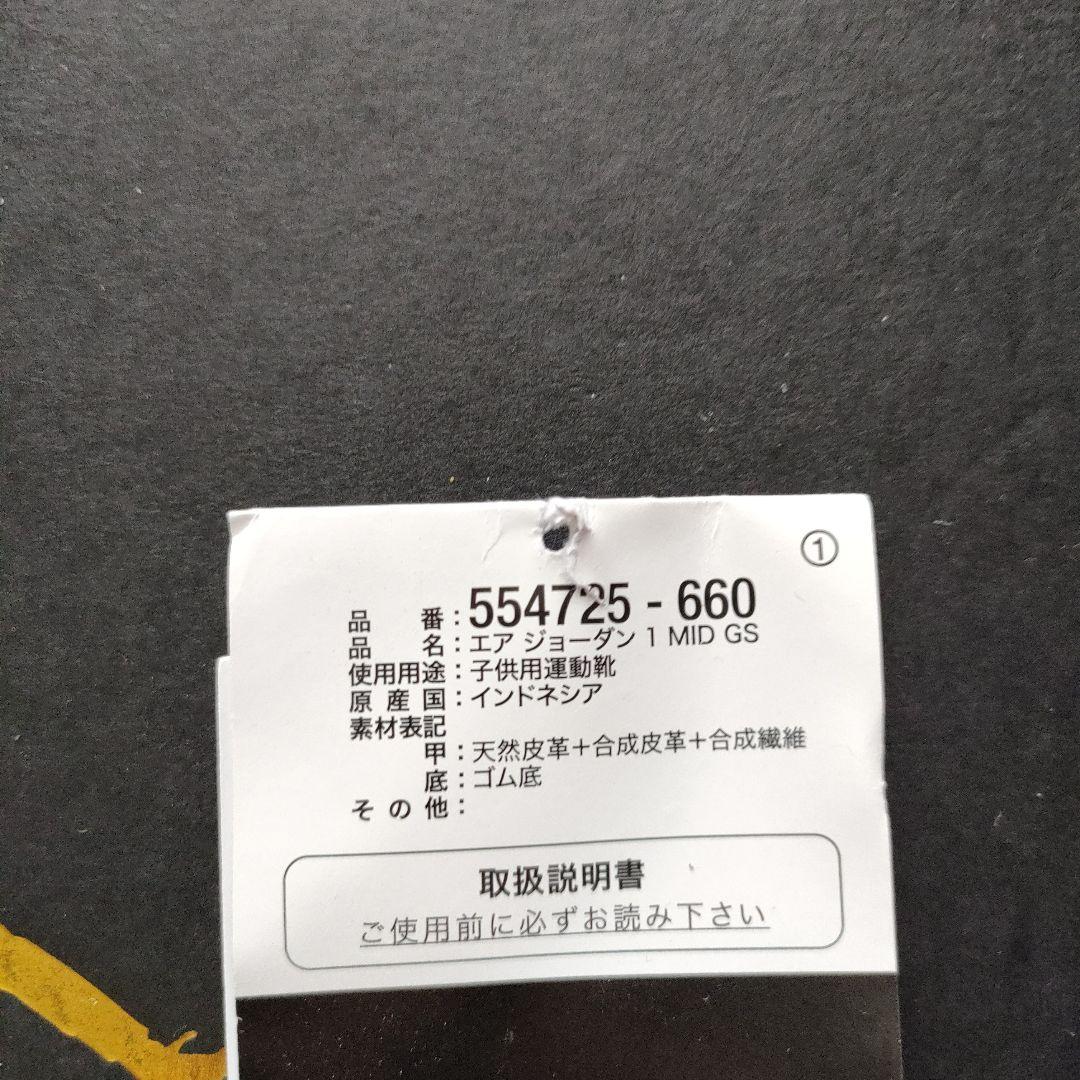 ①
品番：554725 - 660
品名：エア ジョーダン 1 MID GS
使用用途：子供用運動靴
原産国：インドネシア
素材表記
甲：天然皮革＋合成皮革＋合成繊維
底：ゴム底
その他：
取扱説明書
ご使用前に必ずお読み下さい